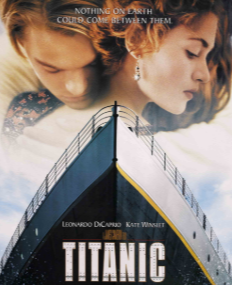 NOTHING ON EARTH
COULD COME BETWEEN THEM.
LEONARDO DICAPRIO KATE WINSLET
TITANIC